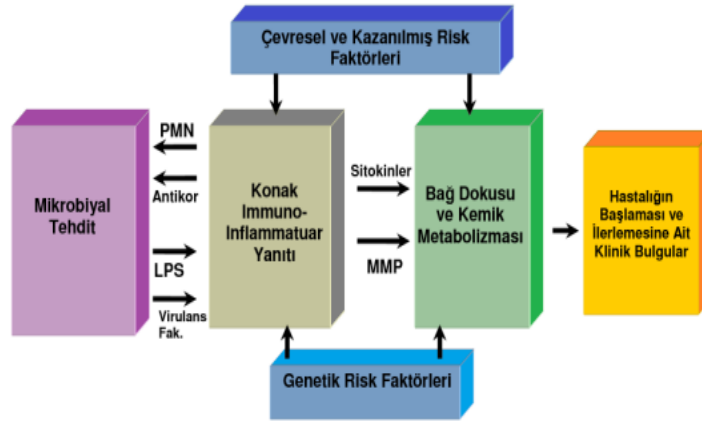 Çevresel ve Kazanılmış Risk
Faktörleri
PMN
Antikor
LPS
Virulans
Fak.
Mikrobiyal
Tehdit
Konak
Immuno-
Inflammatuar
Yanıtı
Sitokinler
MMP
Bağ Dokusu
ve Kemik
Metabolizması
Hastalığın
Başlaması ve
İlerlemesine Ait
Klinik Bulgular
Genetik Risk Faktörleri